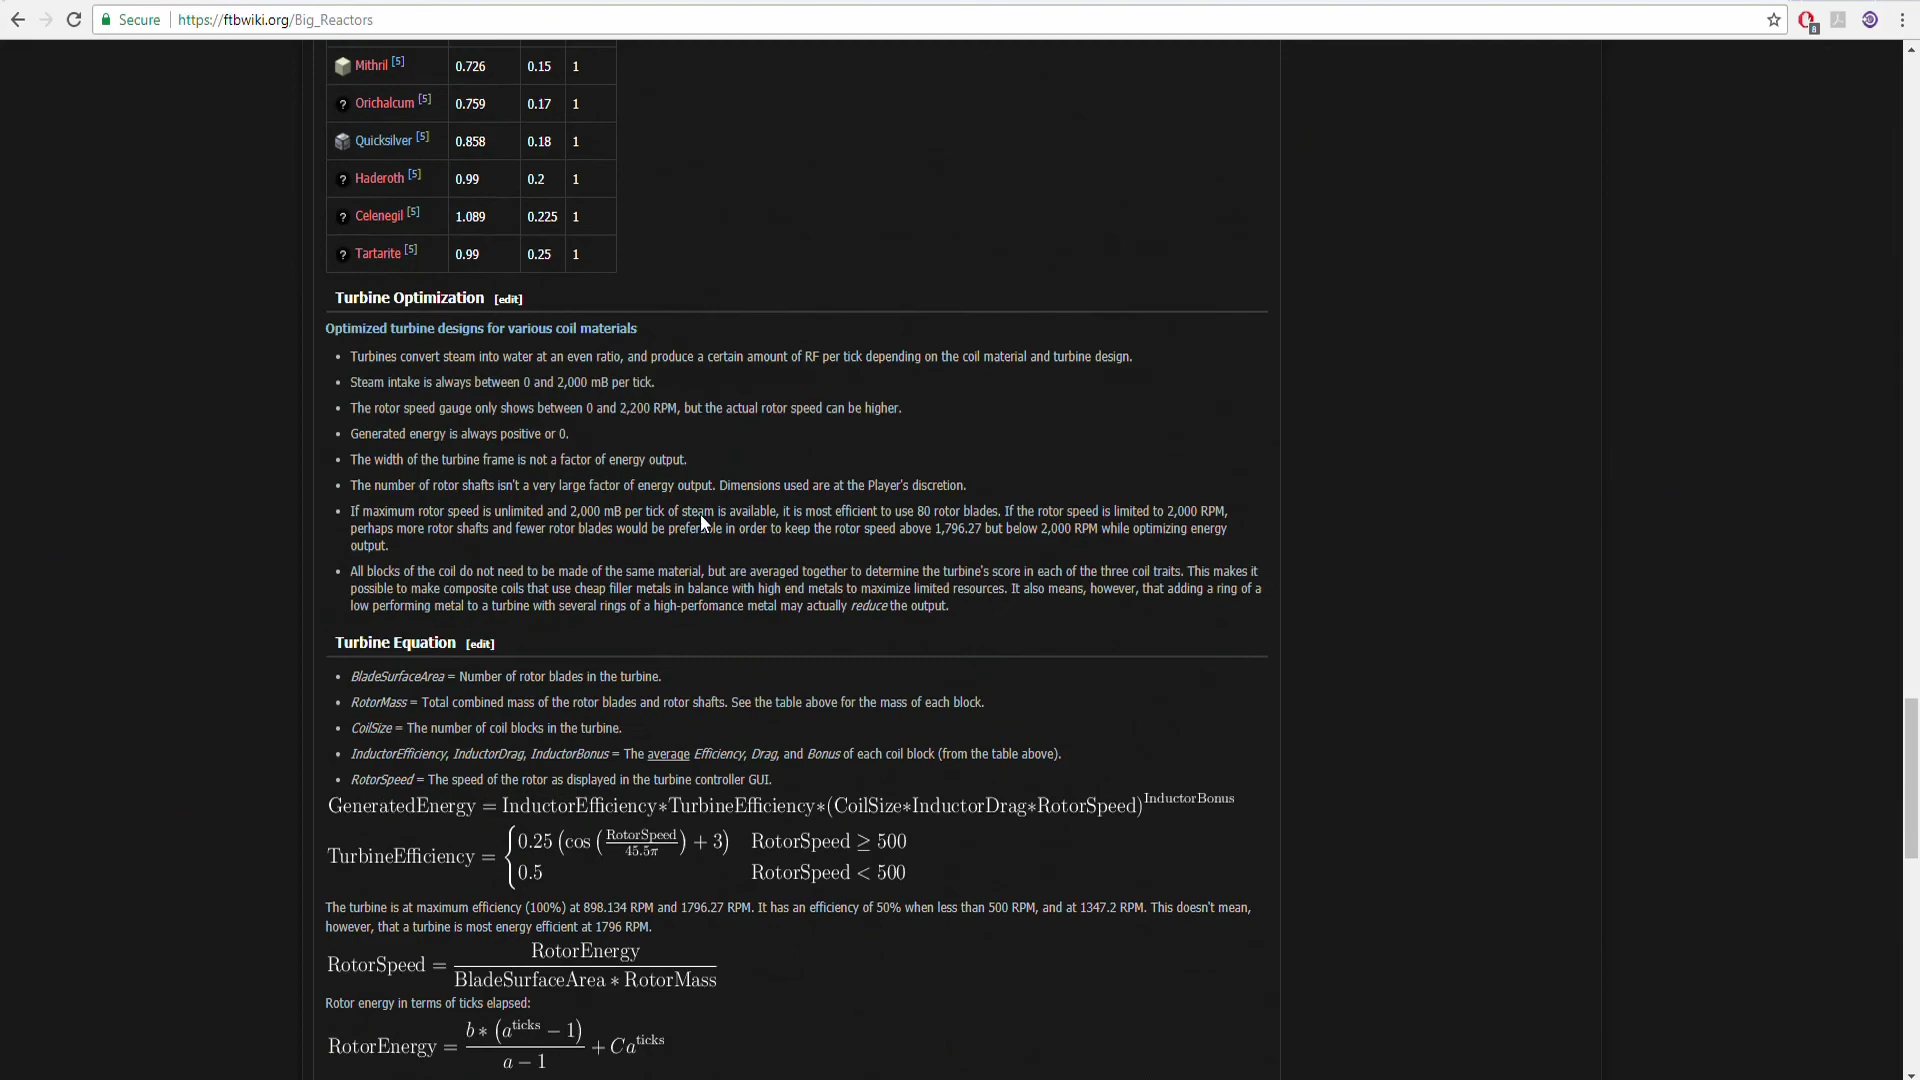 Secure https://ftbwiki.org/Big_Reactors
8
Mithril [5] 0.726 0.15 1
? Orichalcum [5] 0.759 0.17 1
Quicksilver [5] 0.858 0.18 1
? Haderoth [5] 0.99 0.2 1
? Celenegil [5] 1.089 0.225 1
? Tartarite [5] 0.99 0.25 1
Turbine Optimization [edit]
Optimized turbine designs for various coil materials
• Turbines convert steam into water at an even ratio, and produce a certain amount of RF per tick depending on the coil material and turbine design.
• Steam intake is always between 0 and 2,000 mB per tick.
• The rotor speed gauge only shows between 0 and 2,200 RPM, but the actual rotor speed can be higher.
• Generated energy is always positive or 0.
• The width of the turbine frame is not a factor of energy output.
• The number of rotor shafts isn't a very large factor of energy output. Dimensions used are at the Player's discretion.
• If maximum rotor speed is unlimited and 2,000 mB per tick of steam is available, it is most efficient to use 80 rotor blades. If the rotor speed is limited to 2,000 RPM,
perhaps more rotor shafts and fewer rotor blades would be preferable in order to keep the rotor speed above 1,796.27 but below 2,000 RPM while optimizing energy
output.
• All blocks of the coil do not need to be made of the same material, but are averaged together to determine the turbine's score in each of the three coil traits. This makes it
possible to make composite coils that use cheap filler metals in balance with high end metals to maximize limited resources. It also means, however, that adding a ring of a
low performing metal to a turbine with several rings of a high-perfomance metal may actually reduce the output.
Turbine Equation [edit]
• BladeSurfaceArea = Number of rotor blades in the turbine.
• RotorMass = Total combined mass of the rotor blades and rotor shafts. See the table above for the mass of each block.
• CoilSize = The number of coil blocks in the turbine.
• InductorEfficiency, InductorDrag, InductorBonus = The average Efficiency, Drag, and Bonus of each coil block (from the table above).
• RotorSpeed = The speed of the rotor as displayed in the turbine controller GUI.
GeneratedEnergy = InductorEfficiency*TurbineEfficiency*(CoilSize*InductorDrag*RotorSpeed)^InductorBonus
TurbineEfficiency = { 0.25 (cos (RotorSpeed / 45.5π) + 3) RotorSpeed ≥ 500
0.5 RotorSpeed < 500
The turbine is at maximum efficiency (100%) at 898.134 RPM and 1796.27 RPM. It has an efficiency of 50% when less than 500 RPM, and at 1347.2 RPM. This doesn't mean,
however, that a turbine is most energy efficient at 1796 RPM.
RotorSpeed = RotorEnergy / BladeSurfaceArea * RotorMass
Rotor energy in terms of ticks elapsed:
RotorEnergy = b * (a^ticks − 1) / a − 1 + Ca^ticks